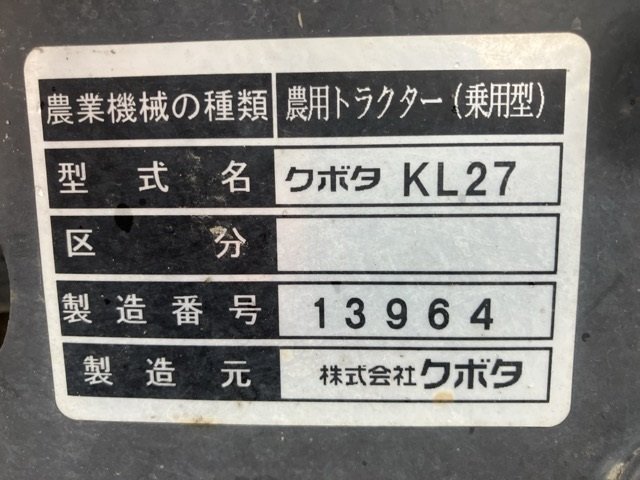 農業機械の種類 農用トラクター(乗用型)
型式名 クボタ KL27
区分
製造番号 13964
製造元 株式会社クボタ